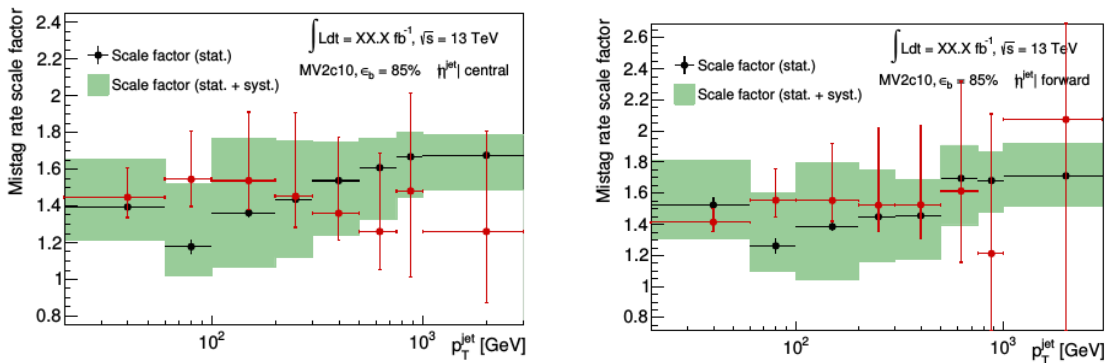 Mistag rate scale factor
2.4
2.2
2
1.8
1.6
1.4
1.2
1
0.8
∫Ldt = XX.X fb⁻¹, √s = 13 TeV
Scale factor (stat.)
MV2c10, ϵ_b = 85% |η^jet| central
Scale factor (stat. + syst.)
10² 10³
p_T^jet [GeV]
Mistag rate scale factor
2.6
2.4
2.2
2
1.8
1.6
1.4
1.2
1
0.8
∫Ldt = XX.X fb⁻¹, √s = 13 TeV
Scale factor (stat.)
MV2c10, ϵ_b = 85% |η^jet| forward
Scale factor (stat. + syst.)
10² 10³
p_T^jet [GeV]